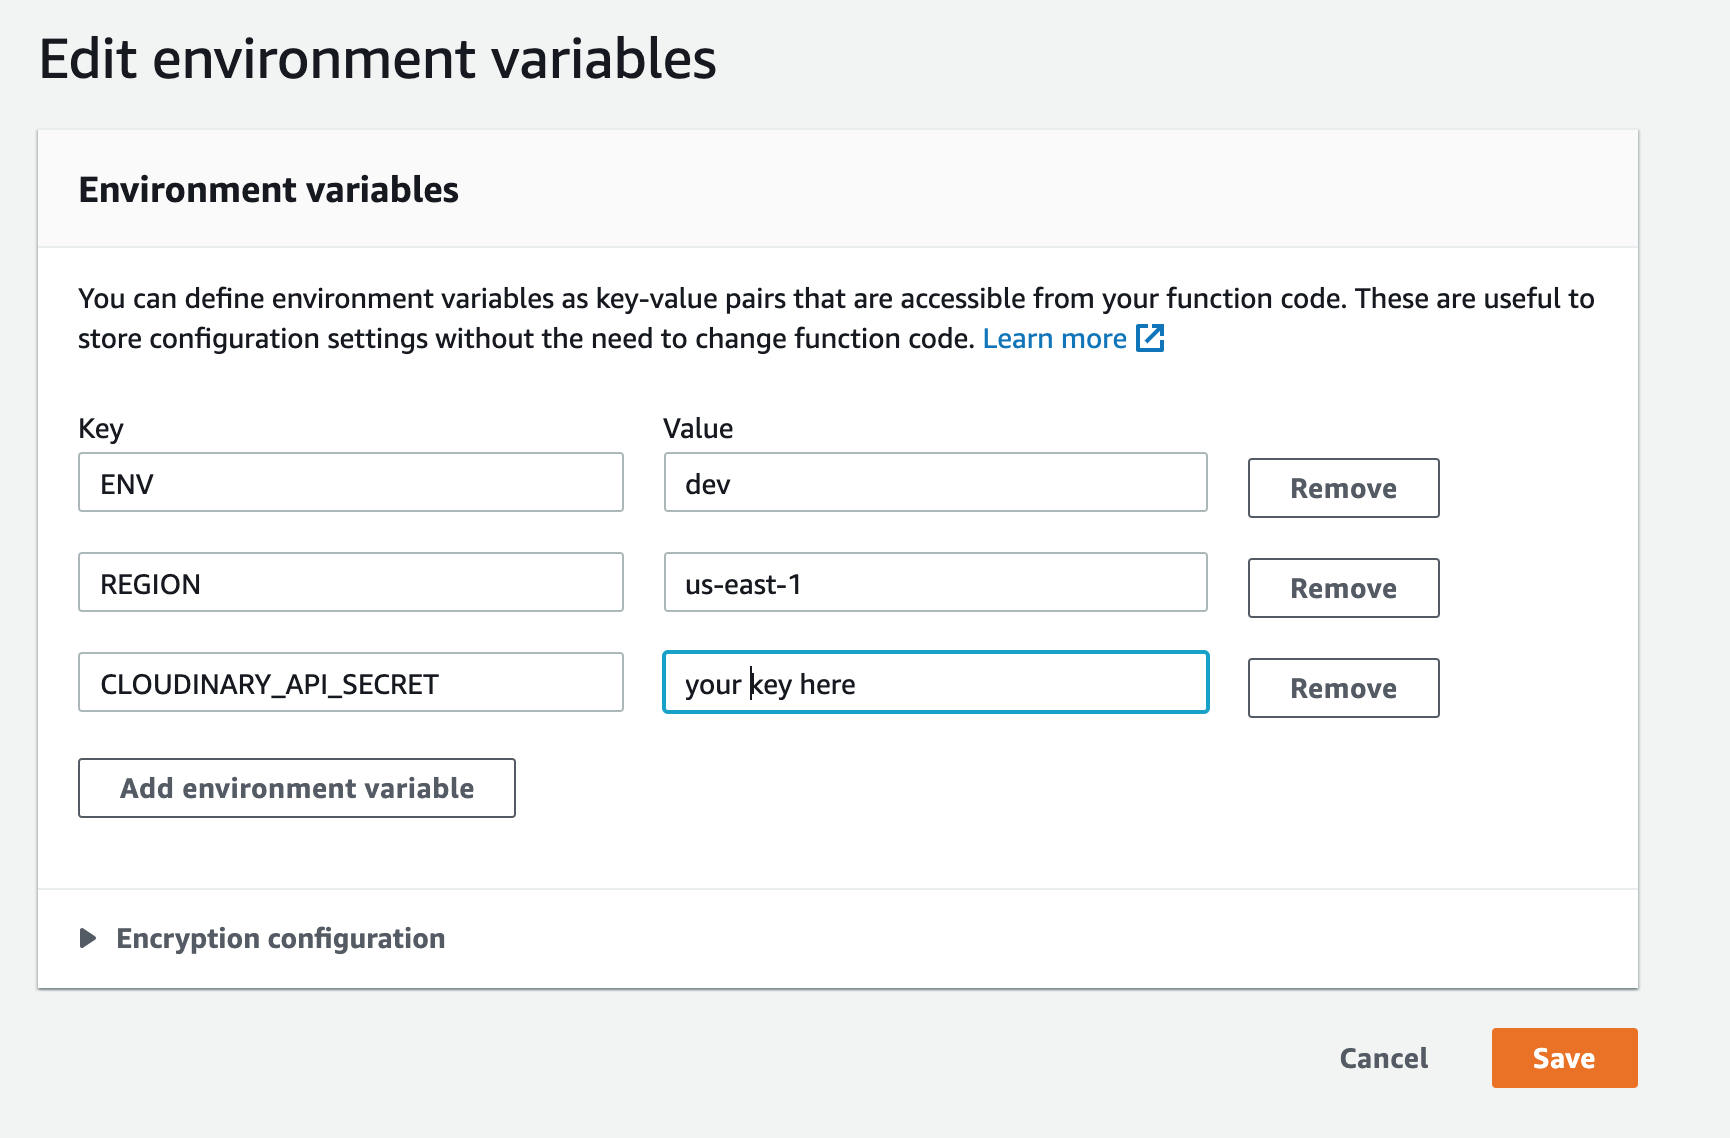 Edit environment variables
Environment variables
You can define environment variables as key-value pairs that are accessible from your function code. These are useful to
store configuration settings without the need to change function code. Learn more
Key Value
ENV dev Remove
REGION us-east-1 Remove
CLOUDINARY_API_SECRET your key here Remove
Add environment variable
Encryption configuration
Cancel Save